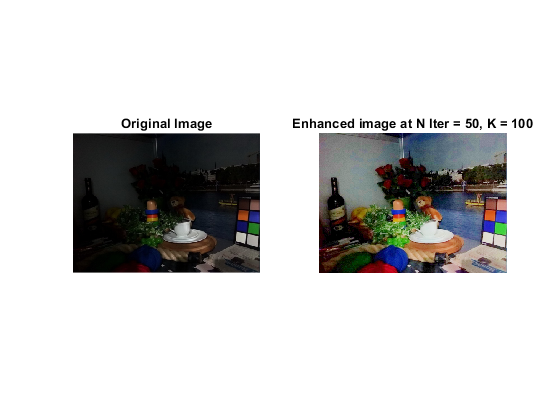 Original Image
Enhanced image at N Iter = 50, K = 100